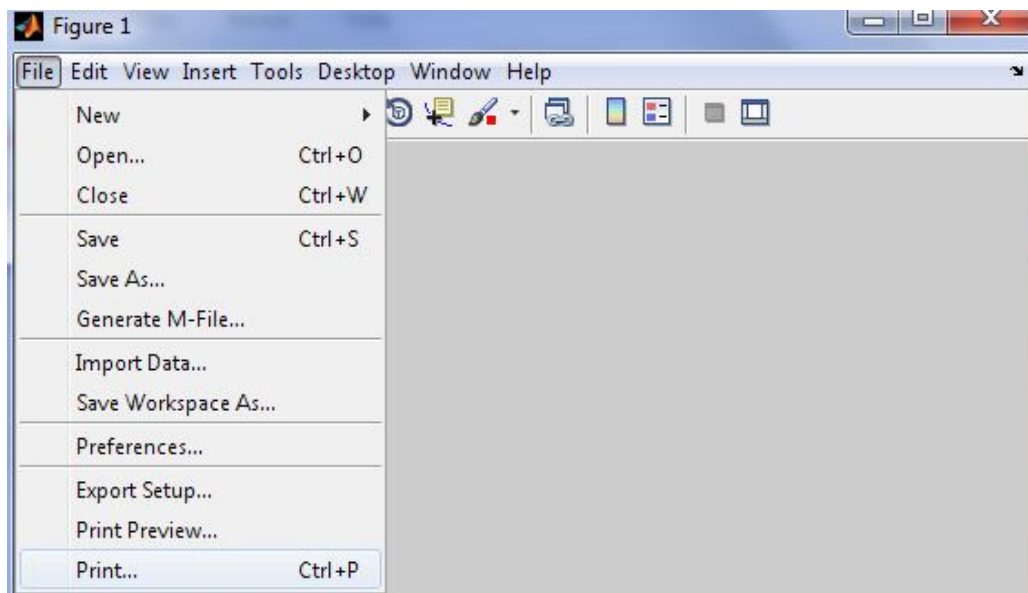 Figure 1
File Edit View Insert Tools Desktop Window Help
New
Open... Ctrl+O
Close Ctrl+W
Save Ctrl+S
Save As...
Generate M-File...
Import Data...
Save Workspace As...
Preferences...
Export Setup...
Print Preview...
Print... Ctrl+P